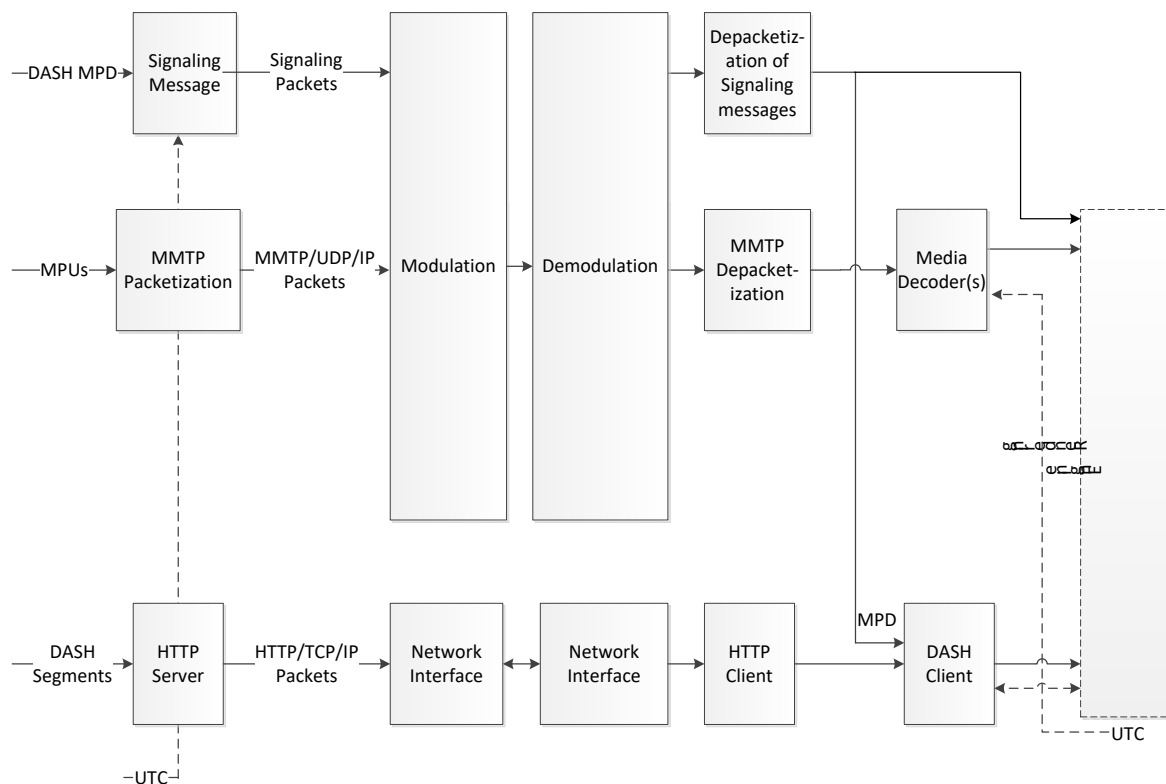 DASH MPD
Signaling
Message
Signaling
Packets
Depacketiz-
ation of
Signaling
messages
MPUs
MMTP
Packetization
MMTP/UDP/IP
Packets
Modulation
Demodulation
MMTP
Depacket-
ization
Media
Decoder(s)
MPD
DASH
Segments
HTTP
Server
HTTP/TCP/IP
Packets
Network
Interface
Network
Interface
HTTP
Client
DASH
Client
UTC
UTC